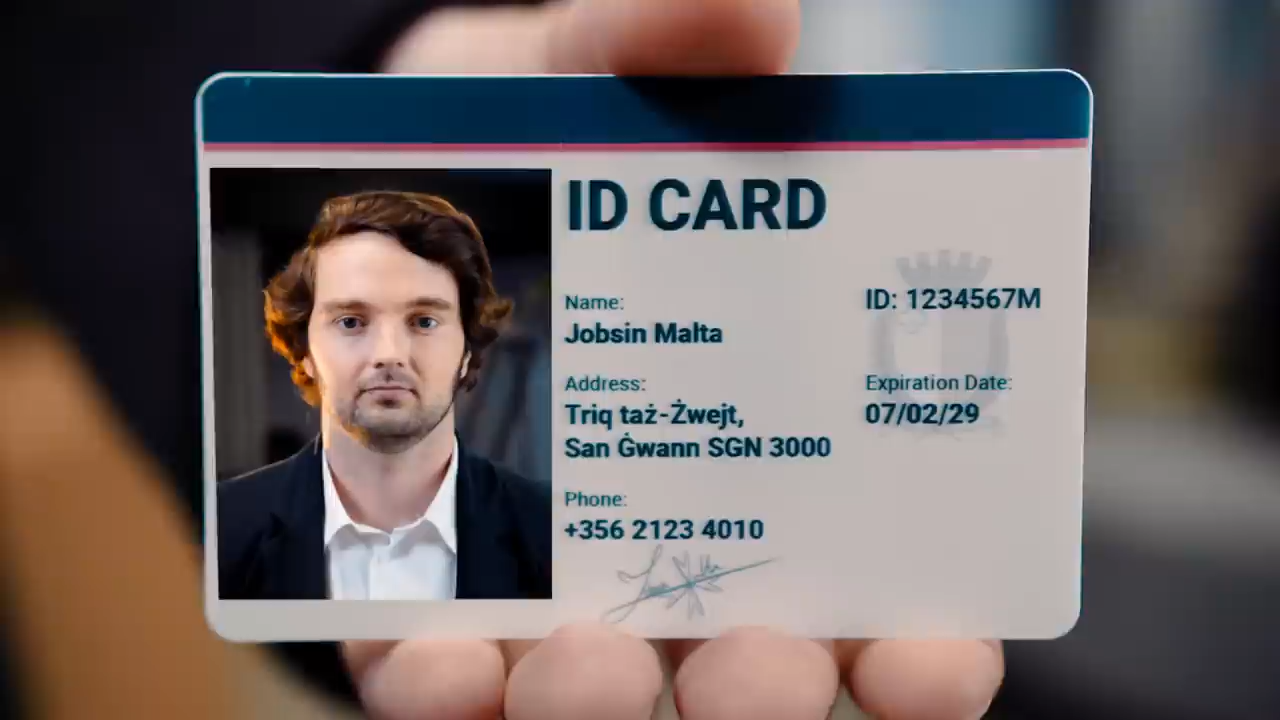 ID CARD
Name:
Jobsin Malta
ID: 1234567M
Address:
Triq taż-Żwejt,
San Ġwann SGN 3000
Expiration Date:
07/02/29
Phone:
+356 2123 4010